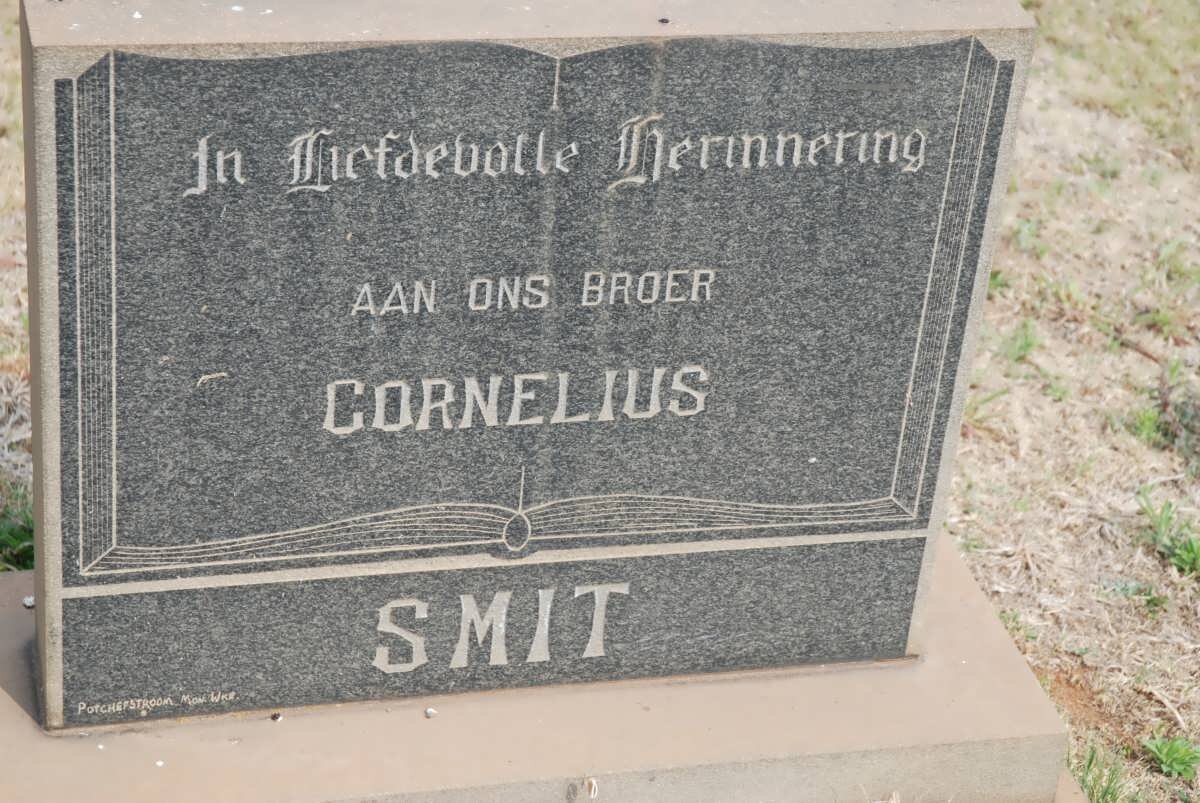 In Liefdevolle Herinnering
AAN ONS BROER
CORNELIUS
SMIT
POTCHEFSTROOM MON. WKS.